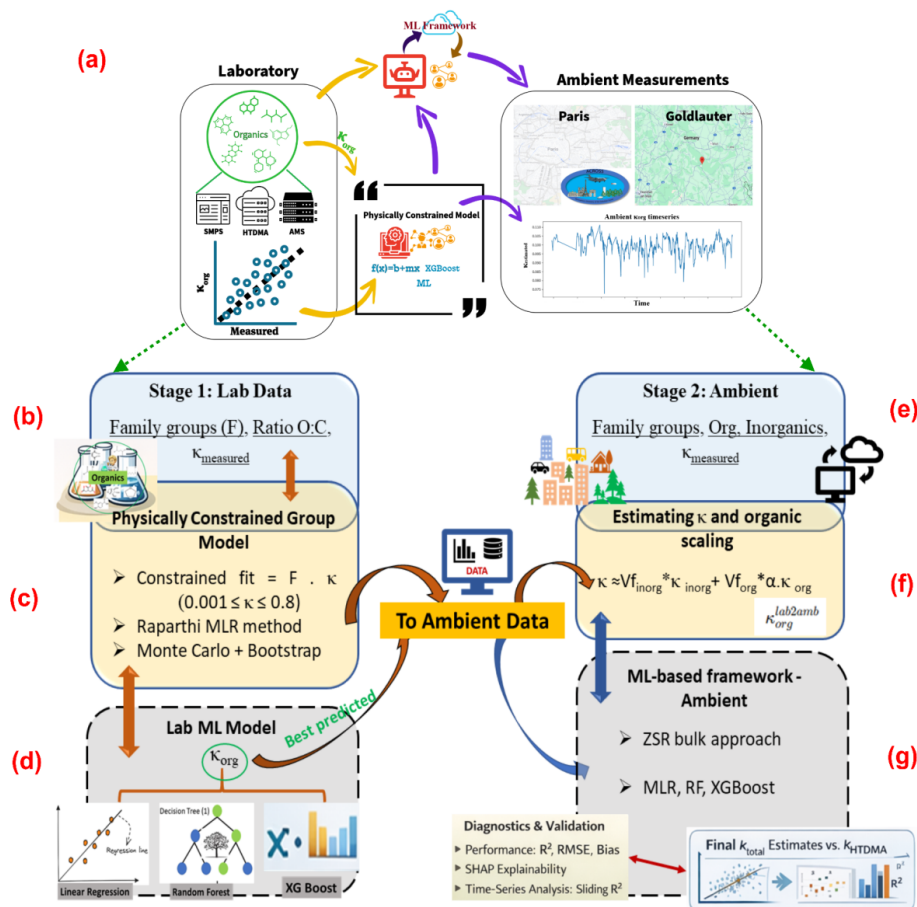 (a)
ML Framework
Laboratory
Organics
SMPS
HTDMA
AMS
κorg
Measured
κorg
Physically Constrained Model
f(x)=b+mx XGBoost
ML
Ambient Measurements
Paris
Goldlauter
Paris
Germany
Ambient κorg timeseries
κestimated
Time
(b)
Stage 1: Lab Data
Family groups (F), Ratio O:C,
κmeasured
Organics
(c)
Physically Constrained Group
Model
➢ Constrained fit = F . κ
(0.001 ≤ κ ≤ 0.8)
➢ Raparthi MLR method
➢ Monte Carlo + Bootstrap
(d)
Lab ML Model
κorg
Regression line
Linear Regression
Decision Tree (1)
Random Forest
XG Boost
DATA
To Ambient Data
Best predicted
(e)
Stage 2: Ambient
Family groups, Org, Inorganics,
κmeasured
(f)
Estimating κ and organic
scaling
κ ≈Vfinorg*κ inorg+ Vforg*α.κ org
κorg lab2amb
(g)
ML-based framework -
Ambient
➢ ZSR bulk approach
➢ MLR, RF, XGBoost
Diagnostics & Validation
▸ Performance: R², RMSE, Bias
▸ SHAP Explainability
▸ Time-Series Analysis: Sliding R²
Final ktotal Estimates vs. kHTDMA
R²